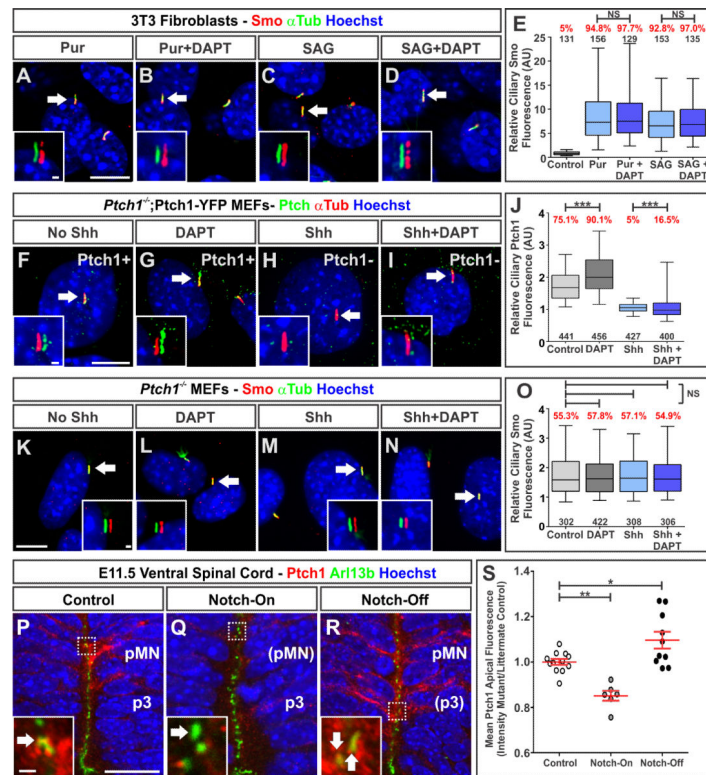 3T3 Fibroblasts - Smo αTub Hoechst
Pur
Pur+DAPT
SAG
SAG+DAPT
A
B
C
D
E
NS
NS
5%
94.8%
97.7%
92.8%
97.0%
131
156
129
153
135
Relative Ciliary Smo
Fluorescence (AU)
25
20
15
10
5
0
Control
Pur
Pur +
DAPT
SAG
SAG +
DAPT
Ptch1-/-;Ptch1-YFP MEFs- Ptch αTub Hoechst
No Shh
DAPT
Shh
Shh+DAPT
F
Ptch1+
G
Ptch1+
H
Ptch1-
I
Ptch1-
J
***
***
75.1%
90.1%
5%
16.5%
Relative Ciliary Ptch1
Fluorescence (AU)
4
3
2
1
0
441
456
427
400
Control
DAPT
Shh
Shh +
DAPT
Ptch1-/- MEFs - Smo αTub Hoechst
No Shh
DAPT
Shh
Shh+DAPT
K
L
M
N
O
NS
55.3%
57.8%
57.1%
54.9%
Relative Ciliary Smo
Fluorescence (AU)
4
3
2
1
0
302
422
308
306
Control
DAPT
Shh
Shh +
DAPT
E11.5 Ventral Spinal Cord - Ptch1 Arl13b Hoechst
Control
Notch-On
Notch-Off
P
pMN
p3
Q
(pMN)
p3
R
pMN
(p3)
S
*
**
Mean Ptch1 Apical Fluorescence
(Intensity Mutant/Littermate Control)
1.4
1.2
1.0
0.8
0.6
Control
Notch-On
Notch-Off